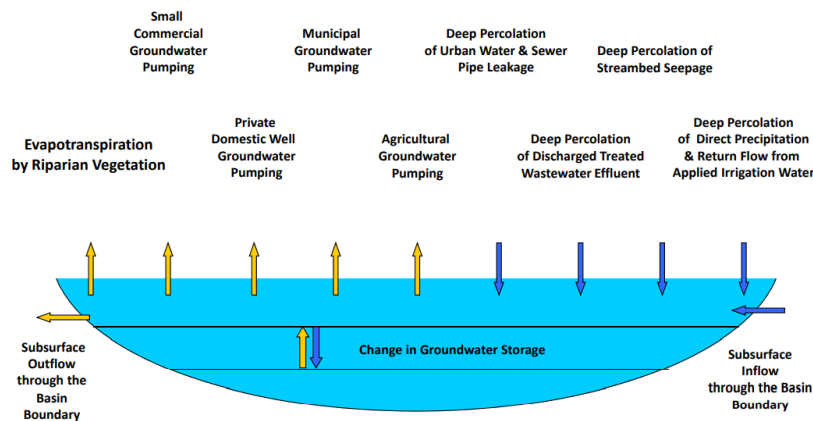 Small
Commercial
Groundwater
Pumping
Municipal
Groundwater
Pumping
Deep Percolation
of Urban Water & Sewer
Pipe Leakage
Deep Percolation of
Streambed Seepage
Evapotranspiration
by Riparian Vegetation
Private
Domestic Well
Groundwater
Pumping
Agricultural
Groundwater
Pumping
Deep Percolation
of Discharged Treated
Wastewater Effluent
Deep Percolation
of Direct Precipitation
& Return Flow from
Applied Irrigation Water
Subsurface
Outflow
through the
Basin
Boundary
Change in Groundwater Storage
Subsurface
Inflow
through the Basin
Boundary